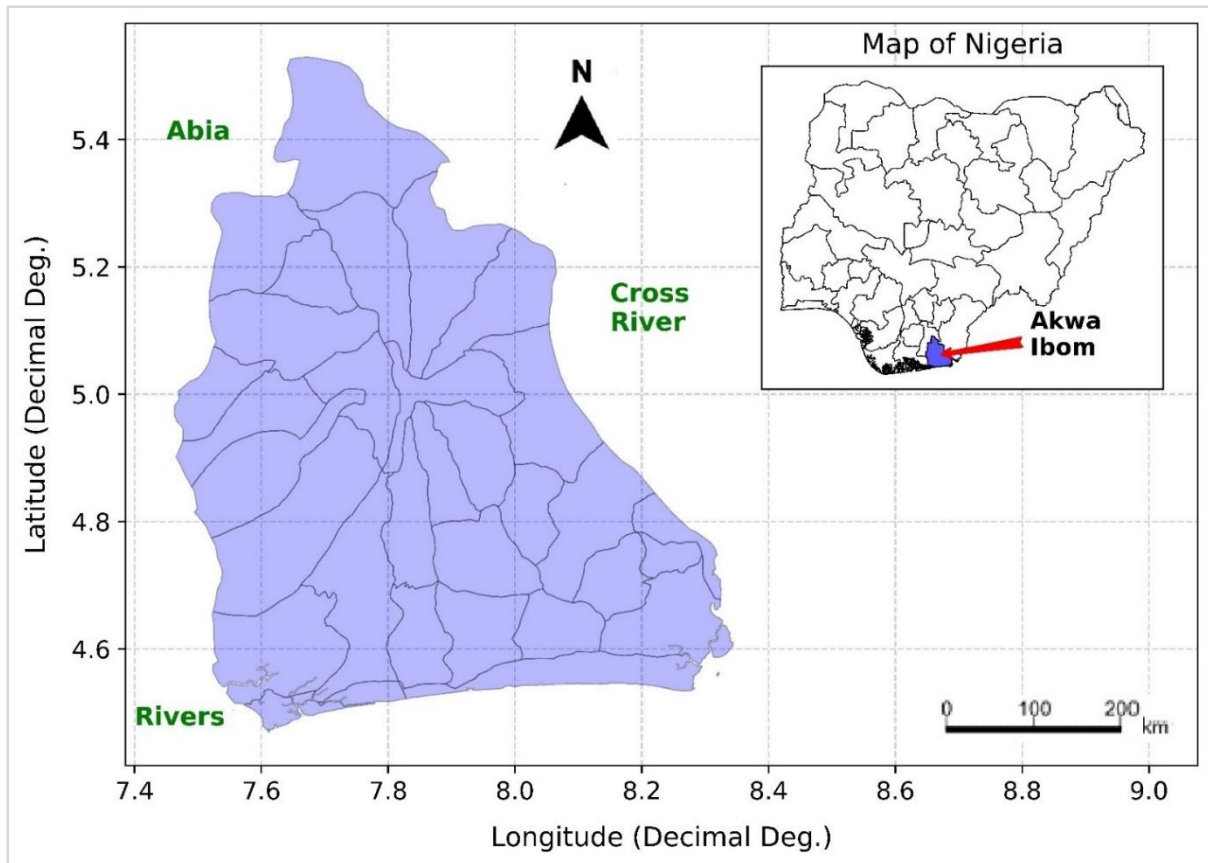 Map of Nigeria
N
Abia
Cross
River
Akwa
Ibom
Rivers
0 100 200
km
5.4
5.2
5.0
4.8
4.6
Latitude (Decimal Deg.)
7.4 7.6 7.8 8.0 8.2 8.4 8.6 8.8 9.0
Longitude (Decimal Deg.)